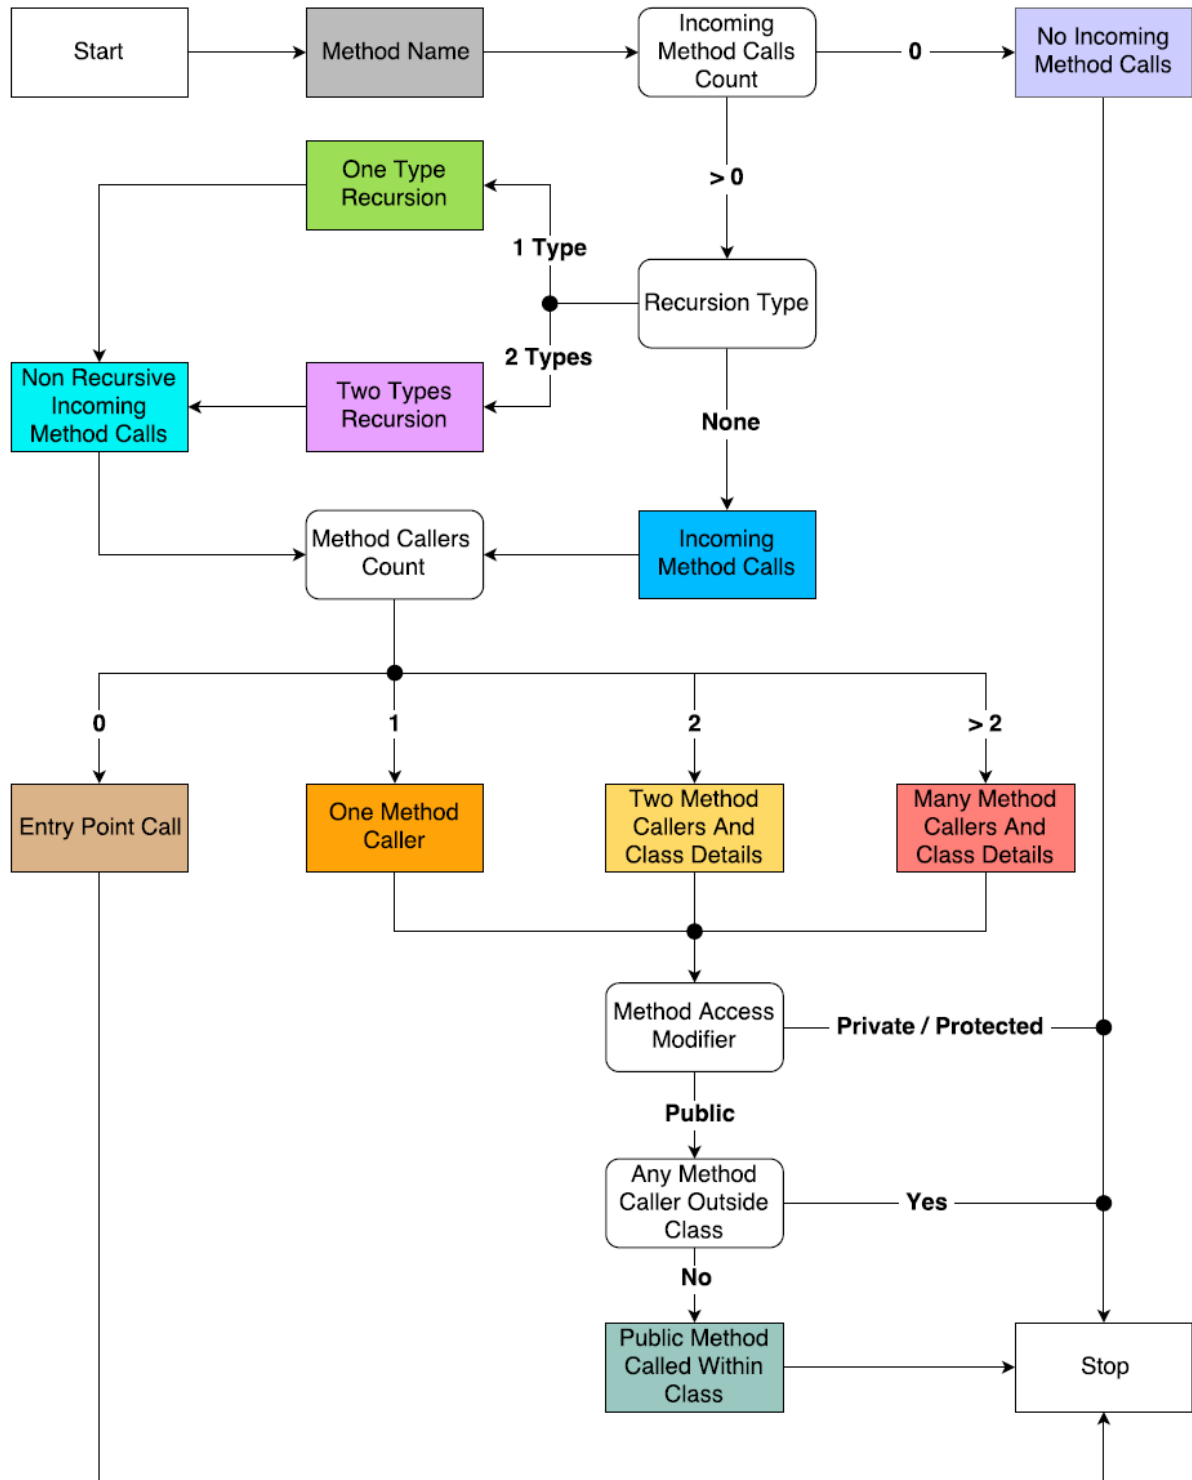 Start
Method Name
Incoming
Method Calls
Count
0
No Incoming
Method Calls
> 0
One Type
Recursion
1 Type
Recursion Type
2 Types
Non Recursive
Incoming
Method Calls
Two Types
Recursion
None
Method Callers
Count
Incoming
Method Calls
0
1
2
> 2
Entry Point Call
One Method
Caller
Two Method
Callers And
Class Details
Many Method
Callers And
Class Details
Method Access
Modifier
Private / Protected
Public
Any Method
Caller Outside
Class
Yes
No
Public Method
Called Within
Class
Stop